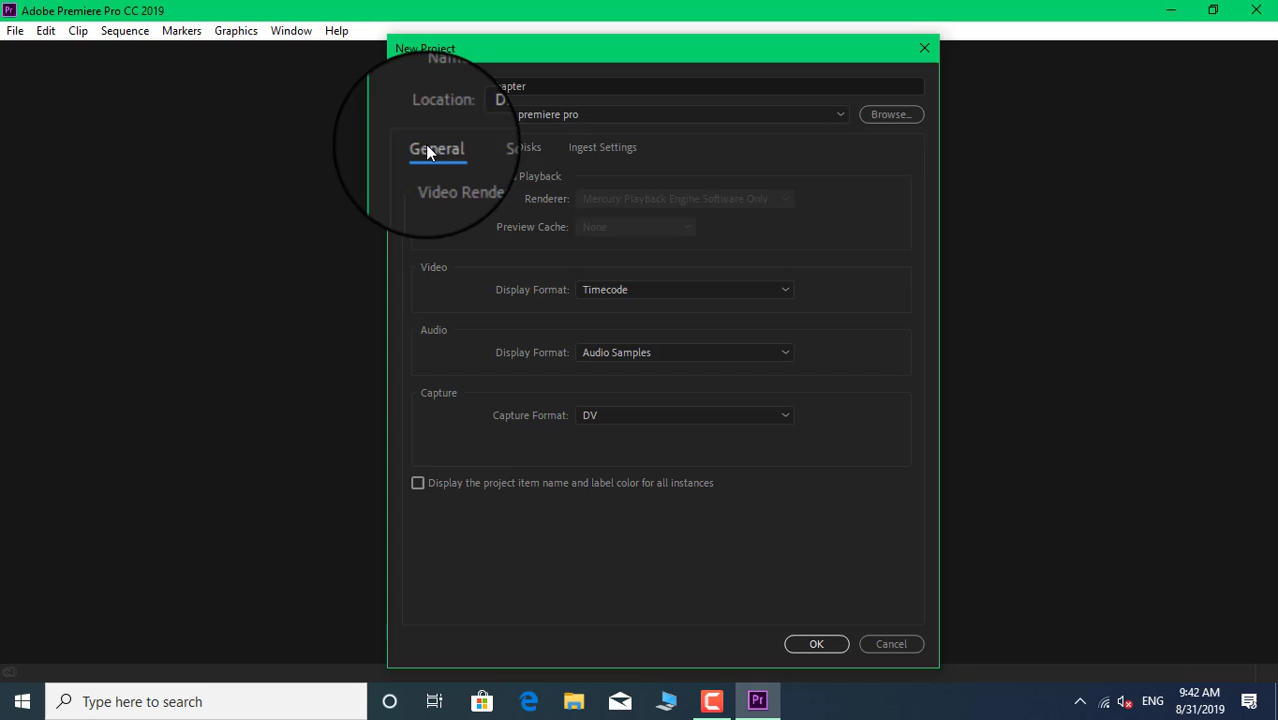 Adobe Premiere Pro CC 2019
File Edit Clip Sequence Markers Graphics Window Help
New Project
Location:
premiere pro
Browse...
General Disks Ingest Settings
Playback
Renderer: Mercury Playback Engine Software Only
Preview Cache: None
Video
Display Format: Timecode
Audio
Display Format: Audio Samples
Capture
Capture Format: DV
Display the project item name and label color for all instances
OK Cancel
Type here to search
Pr
ENG
9:42 AM
8/31/2019